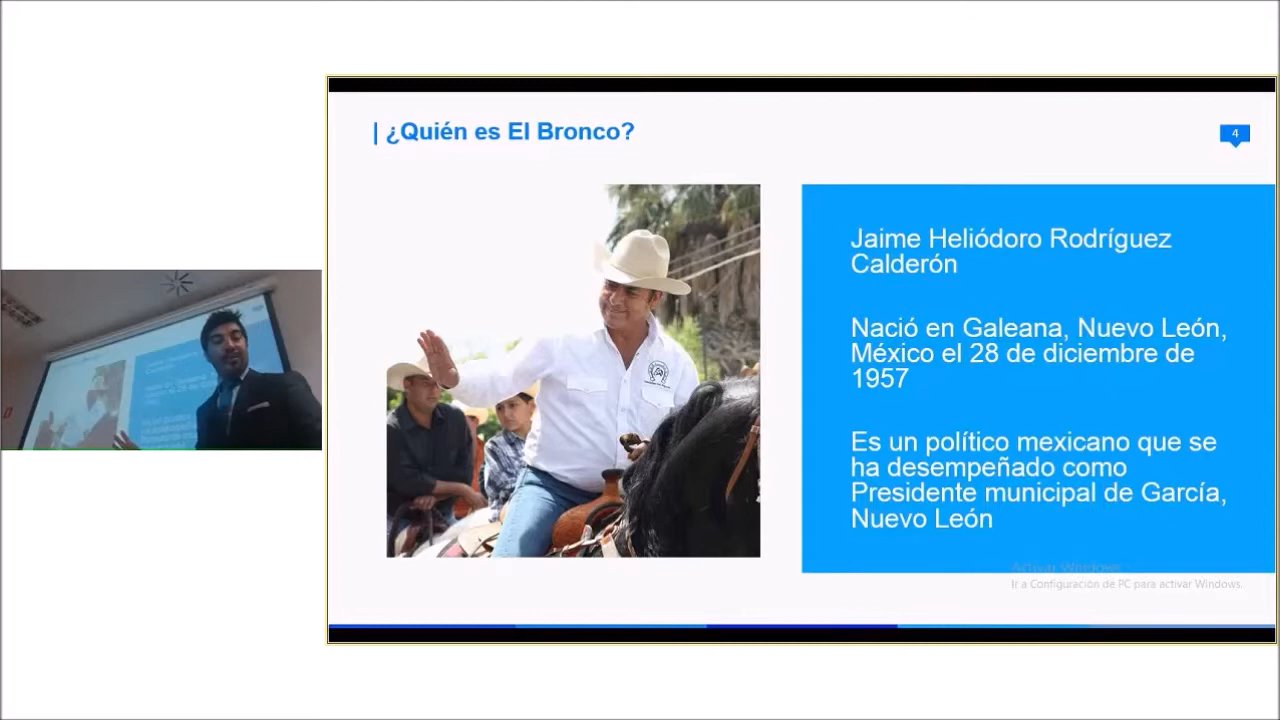 | ¿Quién es El Bronco?
4
Jaime Heliódoro Rodríguez
Calderón
Nació en Galeana, Nuevo León,
México el 28 de diciembre de
1957
Es un político mexicano que se
ha desempeñado como
Presidente municipal de García,
Nuevo León
Activar Windows
Ir a Configuración de PC para activar Windows.